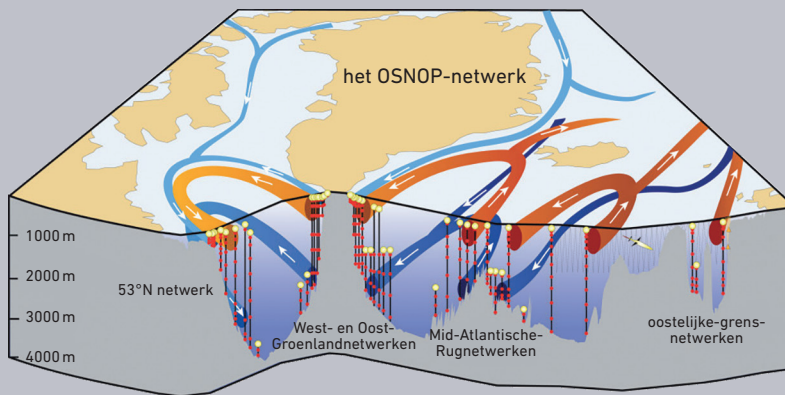 het OSNOP-netwerk
1000 m
2000 m
3000 m
4000 m
53°N netwerk
West- en Oost-
Groenlandnetwerken
Mid-Atlantische-
Rugnetwerken
oostelijke-grens-
netwerken